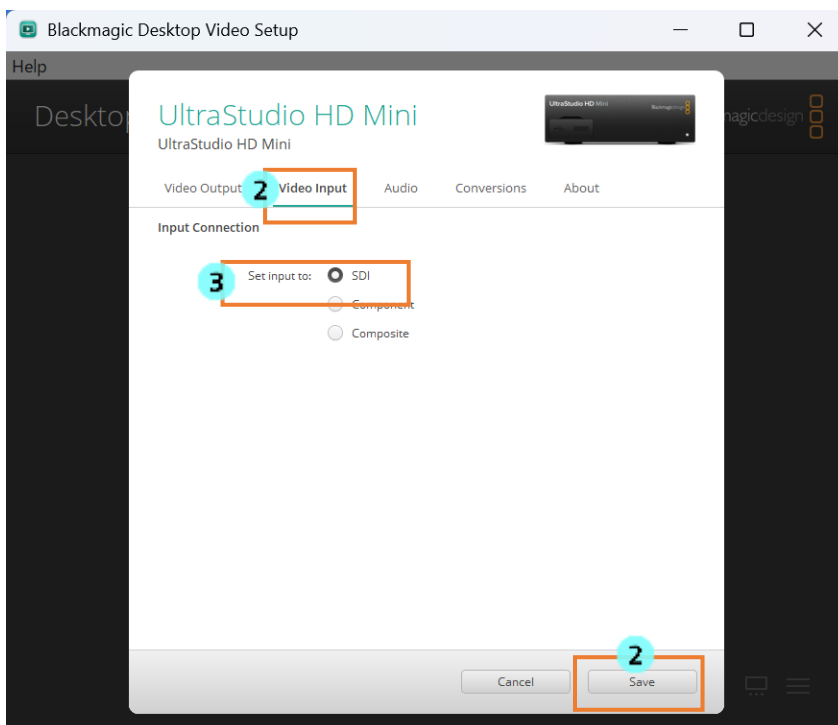 Blackmagic Desktop Video Setup
Help
Deskto
UltraStudio HD Mini
UltraStudio HD Mini
UltraStudio HD Mini
Blackmagicdesign
magicdesign
Video Output 2 Video Input Audio Conversions About
Input Connection
3 Set input to: SDI
Component
Composite
2
Cancel Save